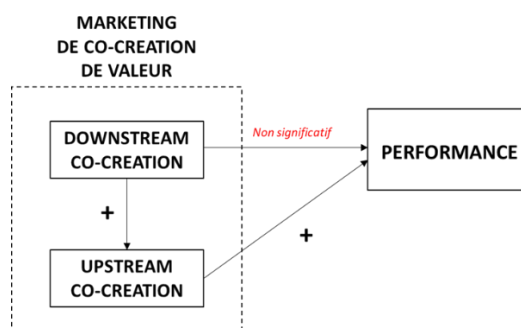 MARKETING
DE CO-CREATION
DE VALEUR
DOWNSTREAM
CO-CREATION
Non significatif
PERFORMANCE
+
+
UPSTREAM
CO-CREATION